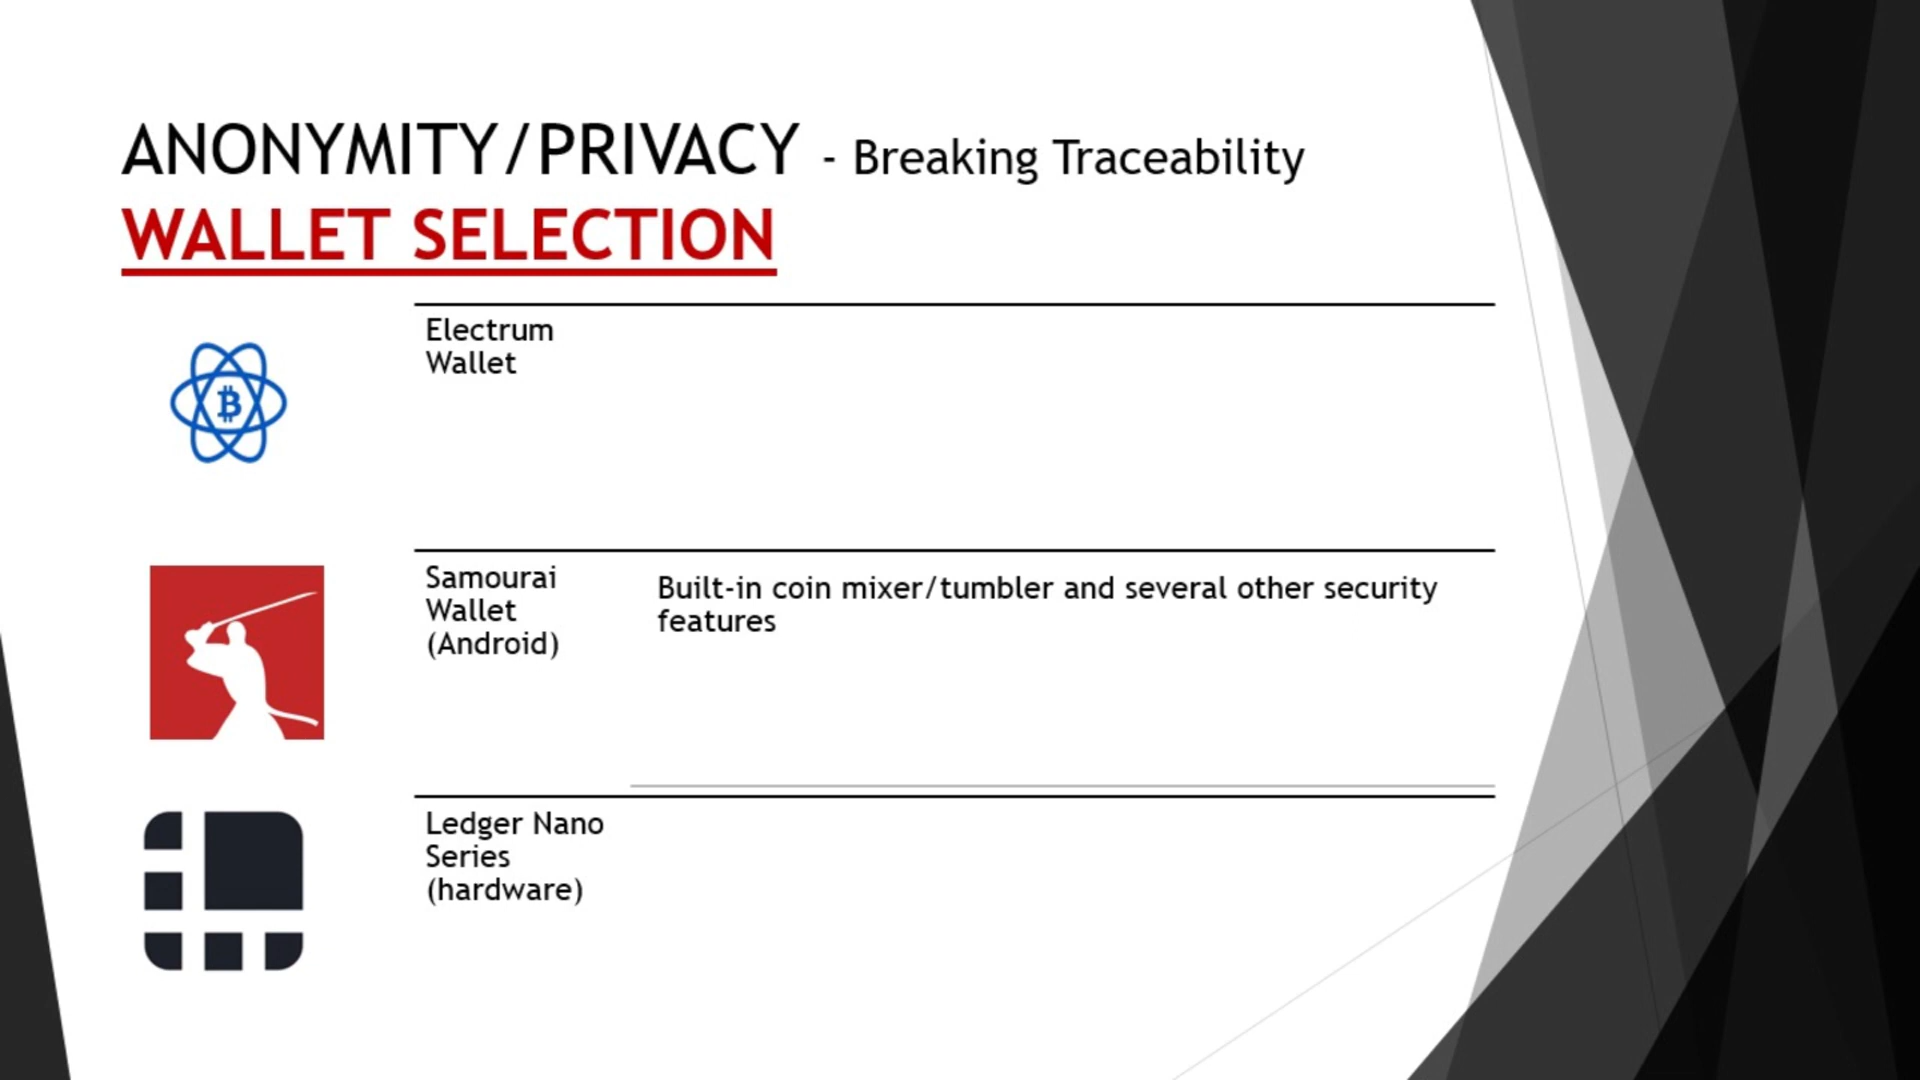 ANONYMITY/PRIVACY - Breaking Traceability
WALLET SELECTION
Electrum
Wallet
Samourai
Wallet
(Android)
Built-in coin mixer/tumbler and several other security
features
Ledger Nano
Series
(hardware)